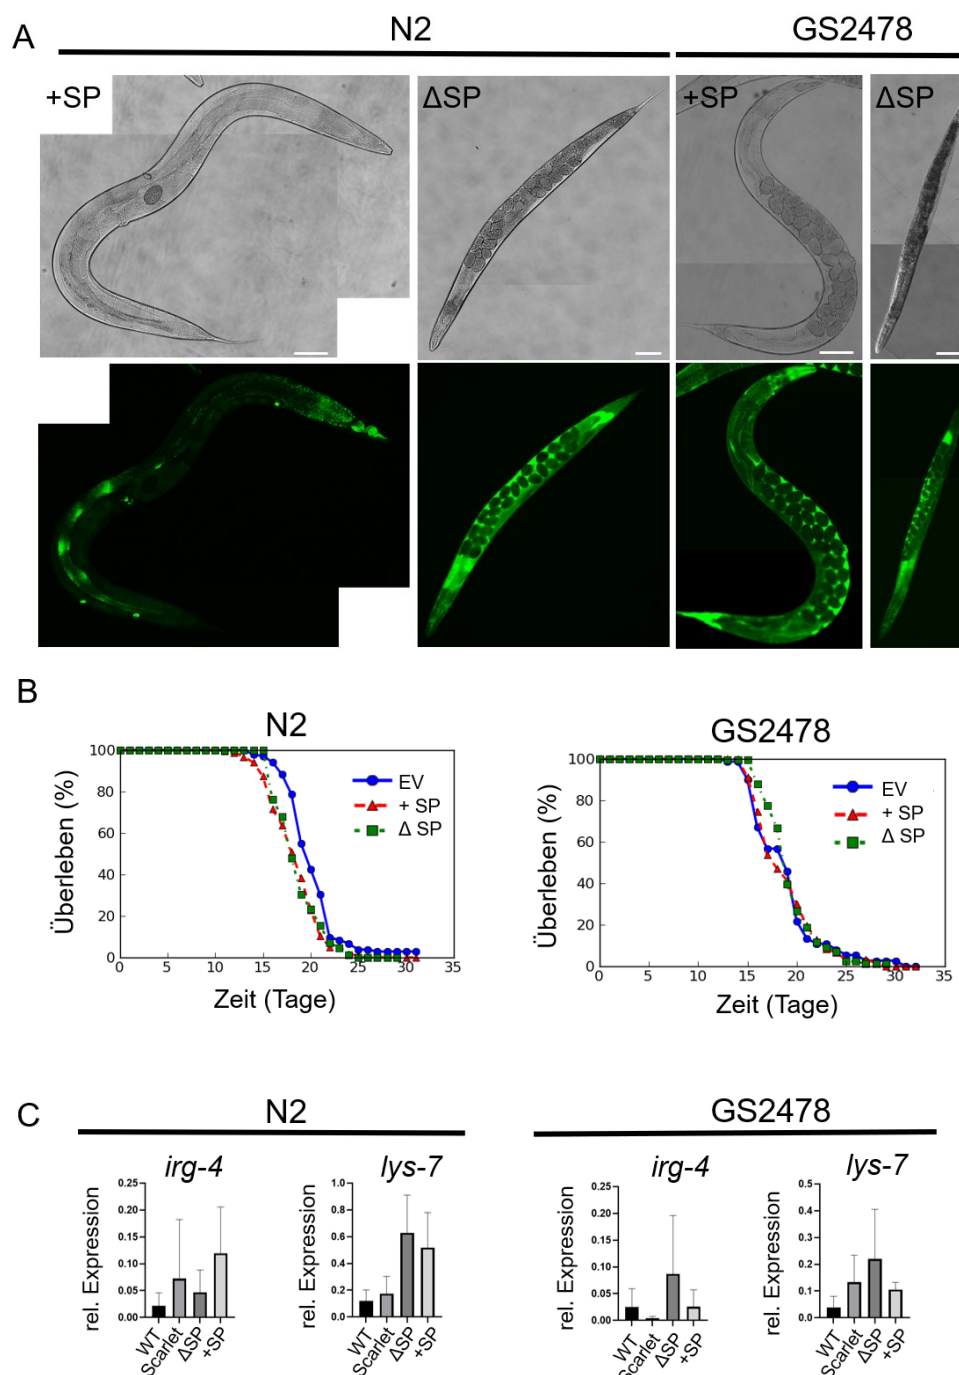 A
N2
GS2478
+SP
ΔSP
+SP
ΔSP
B
N2
GS2478
Überleben (%)
100
80
60
40
20
0
0 5 10 15 20 25 30 35
Zeit (Tage)
EV
+ SP
Δ SP
Überleben (%)
100
80
60
40
20
0
0 5 10 15 20 25 30 35
Zeit (Tage)
EV
+ SP
Δ SP
C
N2
GS2478
irg-4
rel. Expression
0.25
0.20
0.15
0.10
0.05
0.00
WT
Scarlet
ΔSP
+SP
lys-7
rel. Expression
1.0
0.8
0.6
0.4
0.2
0.0
WT
Scarlet
ΔSP
+SP
irg-4
rel. Expression
0.25
0.20
0.15
0.10
0.05
0.00
WT
Scarlet
ΔSP
+SP
lys-7
rel. Expression
0.5
0.4
0.3
0.2
0.1
0.0
WT
Scarlet
ΔSP
+SP